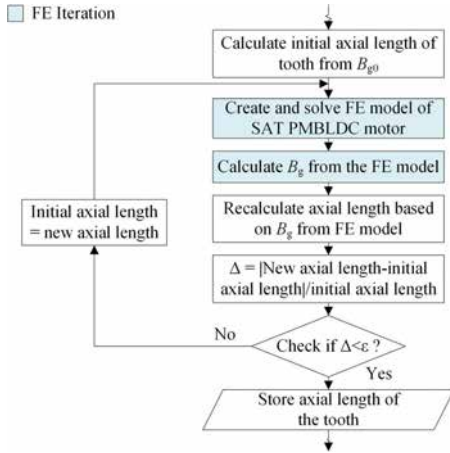 FE Iteration
Calculate initial axial length of
tooth from Bg0
Create and solve FE model of
SAT PMBLDC motor
Calculate Bg from the FE model
Initial axial length
= new axial length
Recalculate axial length based
on Bg from FE model
Δ = |New axial length-initial
axial length|/initial axial length
No
Check if Δ<ε ?
Yes
Store axial length of
the tooth